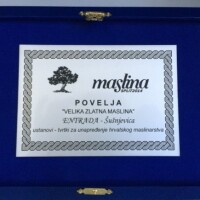 maslina
POVELJA
"VELIKA ZLATNA MASLINA"
ENTRADA - Šušnjevica
ustanovi - tvrtki za unapređenje hrvatskog maslinarstva